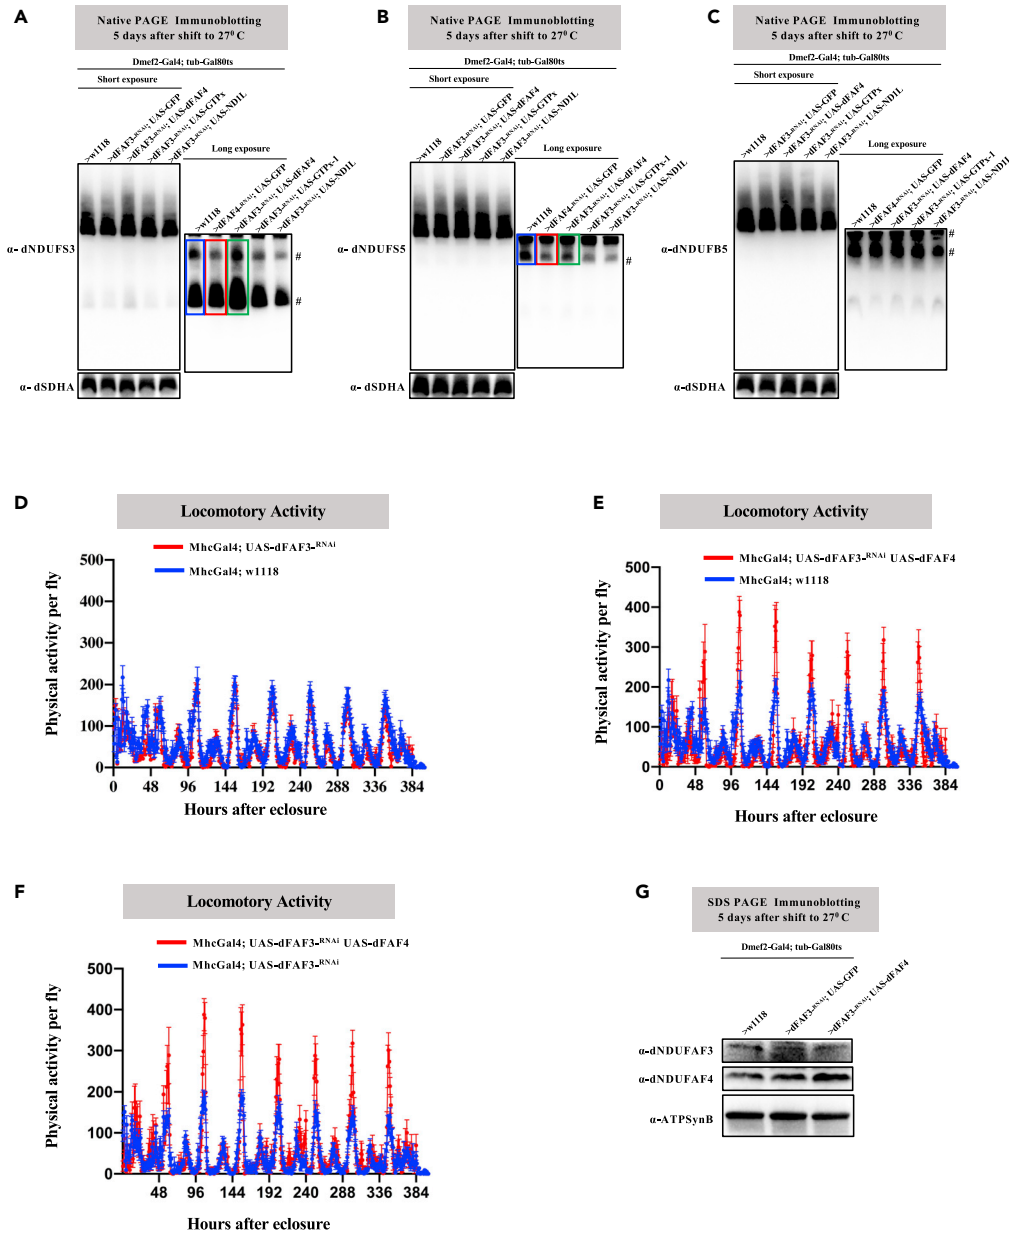 A
Native PAGE Immunoblotting
5 days after shift to 27⁰ C
Dmef2-Gal4; tub-Gal80ts
Short exposure
>w1118
>dFAF3-RNAi; UAS-GFP
>dFAF3-RNAi; UAS-dFAF4
>dFAF3-RNAi; UAS-GTPx
>dFAF3-RNAi; UAS-ND1L
Long exposure
>w1118
>dFAF4-RNAi; UAS-GFP
>dFAF3-RNAi; UAS-dFAF4
>dFAF3-RNAi; UAS-GTPx-1
>dFAF3-RNAi; UAS-ND1L
α- dNDUFS3
#
#
α- dSDHA
B
Native PAGE Immunoblotting
5 days after shift to 27⁰ C
Dmef2-Gal4; tub-Gal80ts
Short exposure
>w1118
>dFAF3-RNAi; UAS-GFP
>dFAF3-RNAi; UAS-dFAF4
>dFAF3-RNAi; UAS-GTPx
>dFAF3-RNAi; UAS-ND1L
Long exposure
>w1118
>dFAF4-RNAi; UAS-GFP
>dFAF3-RNAi; UAS-dFAF4
>dFAF3-RNAi; UAS-GTPx-1
>dFAF3-RNAi; UAS-ND1L
α- dNDUFS5
#
α- dSDHA
C
Native PAGE Immunoblotting
5 days after shift to 27⁰ C
Dmef2-Gal4; tub-Gal80ts
Short exposure
>w1118
>dFAF3-RNAi; UAS-GFP
>dFAF3-RNAi; UAS-dFAF4
>dFAF3-RNAi; UAS-GTPx
>dFAF3-RNAi; UAS-ND1L
Long exposure
>w1118
>dFAF4-RNAi; UAS-GFP
>dFAF3-RNAi; UAS-dFAF4
>dFAF3-RNAi; UAS-GTPx-1
>dFAF3-RNAi; UAS-ND1L
α- dNDUFB5
#
#
α-dSDHA
D
Locomotory Activity
MhcGal4; UAS-dFAF3-RNAi
MhcGal4; w1118
Physical activity per fly
500
400
300
200
100
0
0 48 96 144 192 240 288 336 384
Hours after eclosure
E
Locomotory Activity
MhcGal4; UAS-dFAF3-RNAi UAS-dFAF4
MhcGal4; w1118
Physical activity per fly
500
400
300
200
100
0
0 48 96 144 192 240 288 336 384
Hours after eclosure
F
Locomotory Activity
MhcGal4; UAS-dFAF3-RNAi UAS-dFAF4
MhcGal4; UAS-dFAF3-RNAi
Physical activity per fly
500
400
300
200
100
0
48 96 144 192 240 288 336 384
Hours after eclosure
G
SDS PAGE Immunoblotting
5 days after shift to 27⁰ C
Dmef2-Gal4; tub-Gal80ts
>w1118
>dFAF3-RNAi; UAS-GFP
>dFAF3-RNAi; UAS-dFAF4
α-dNDUFAF3
α-dNDUFAF4
α-ATPSynB